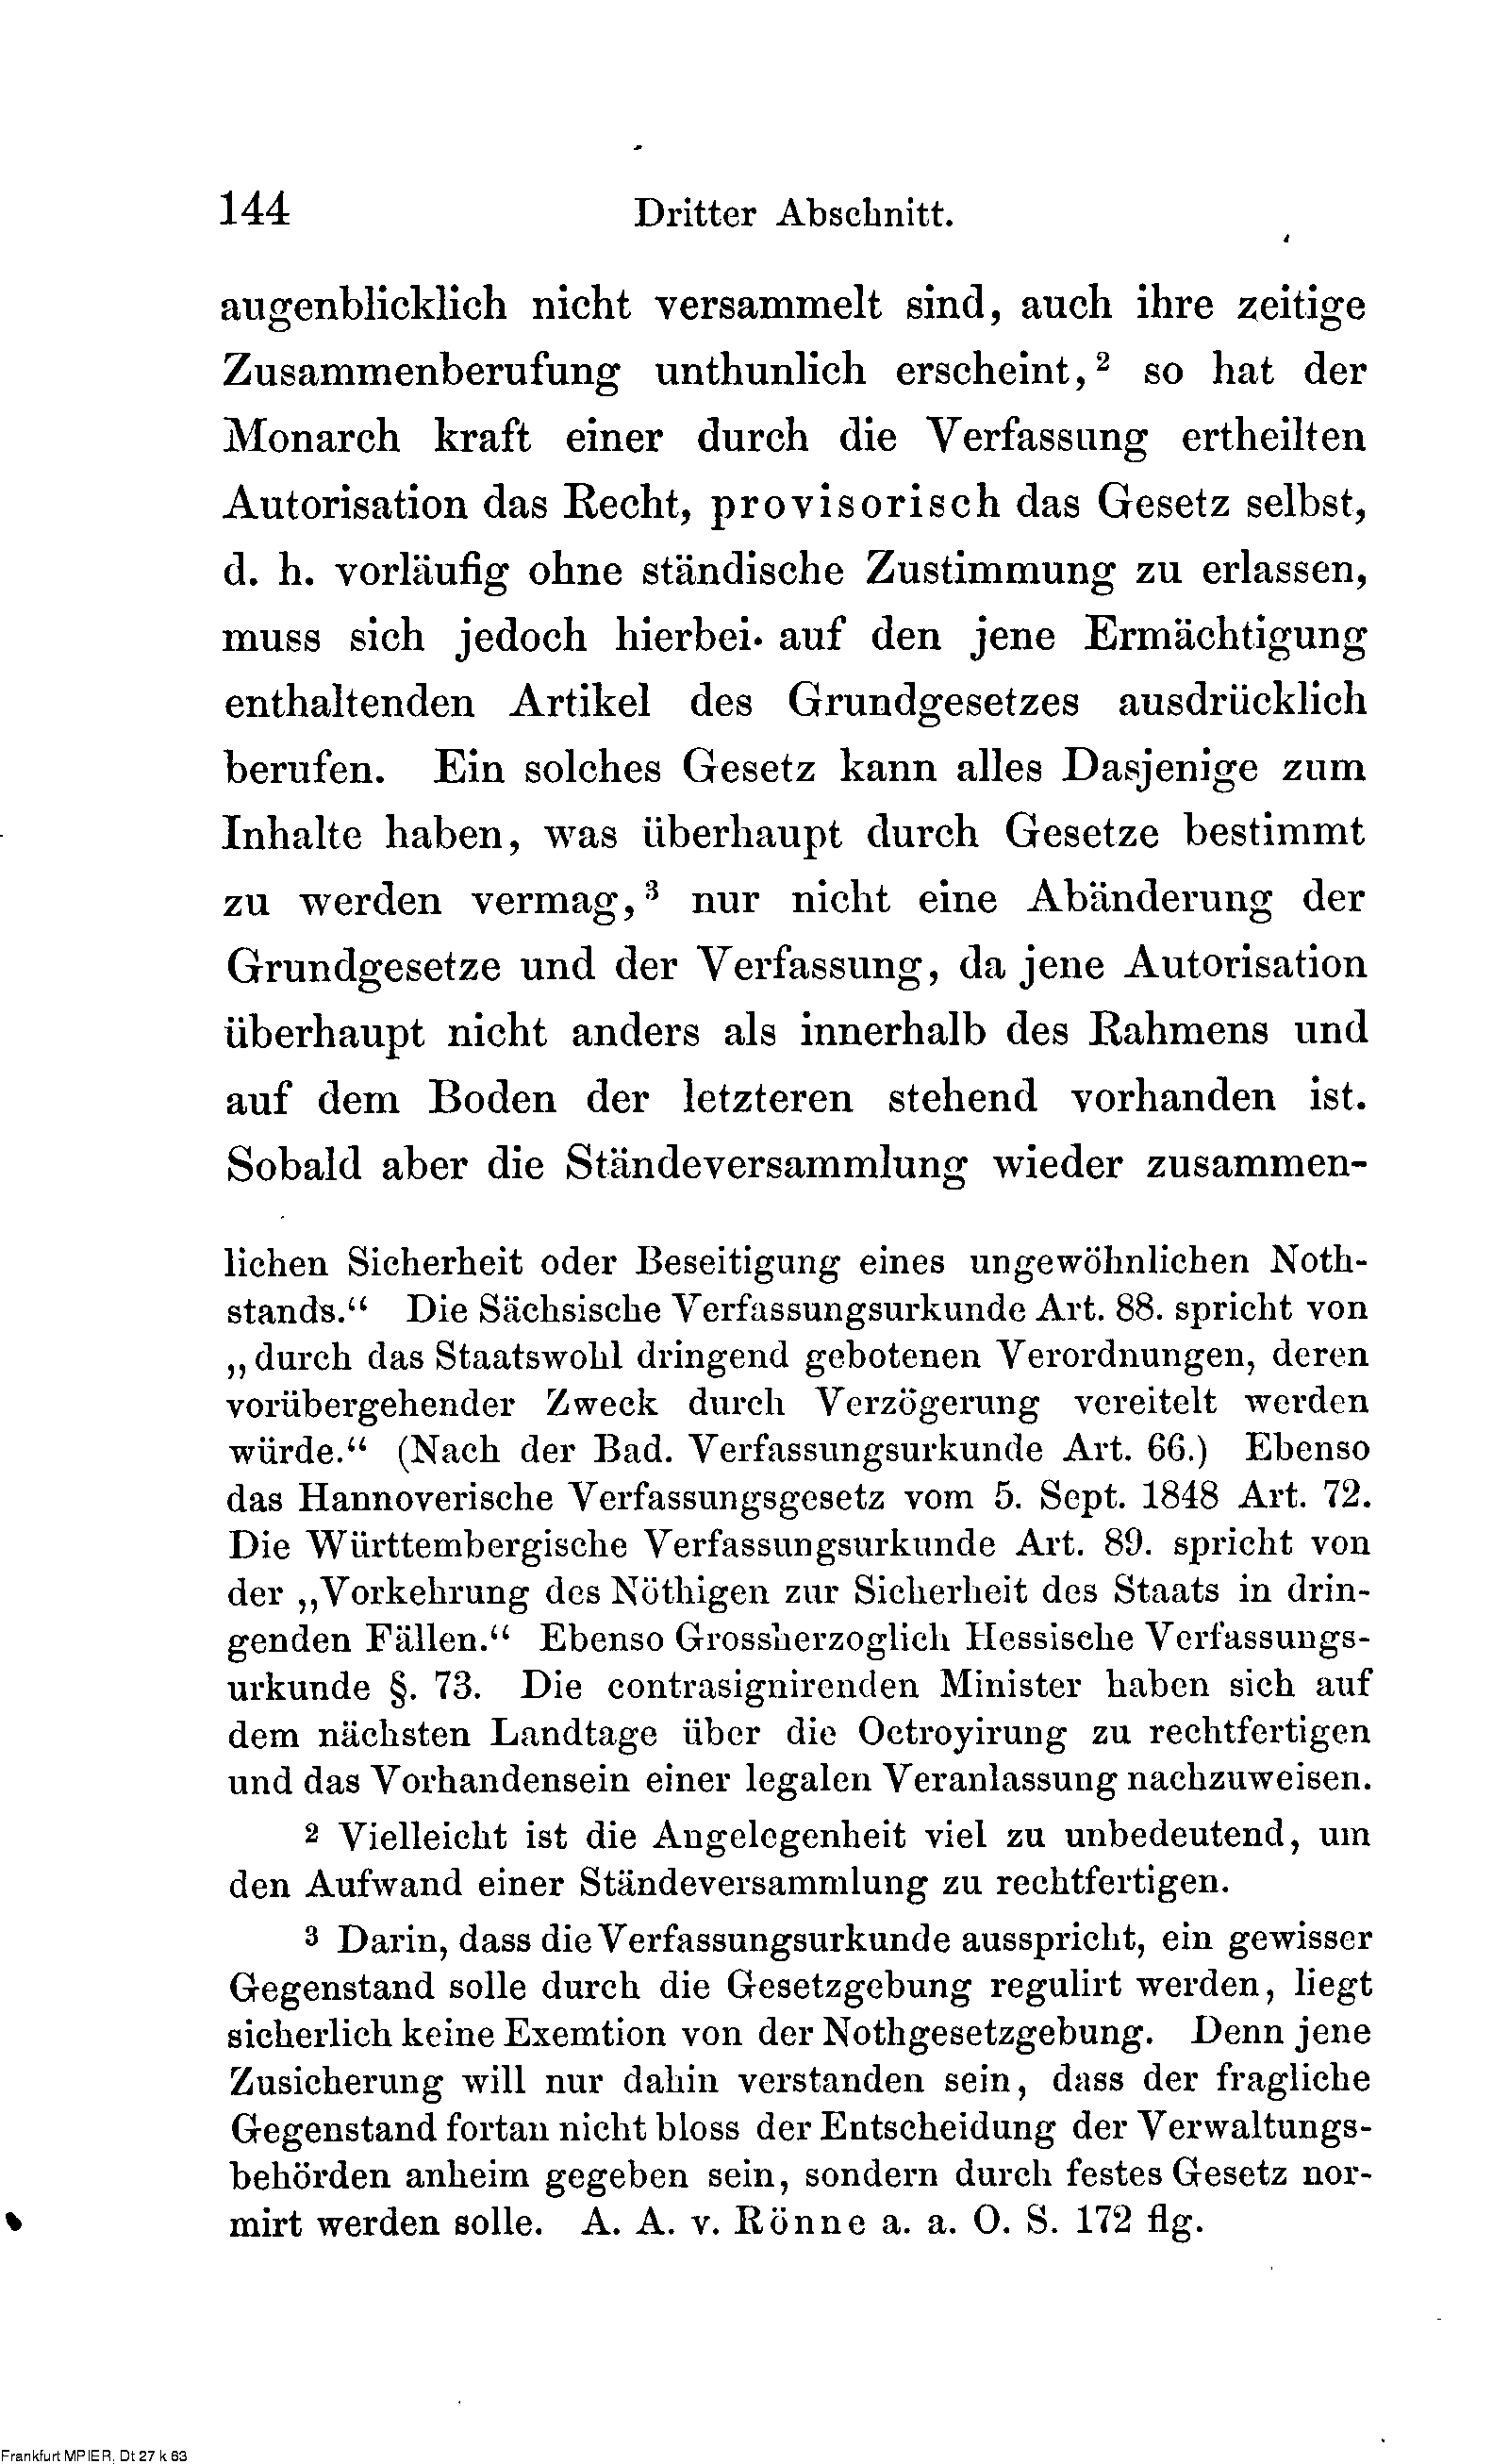 144 Dritter Abschnitt.
augenblicklich nicht versammelt sind, auch ihre zeitige
Zusammenberufung unthunlich erscheint,² so hat der
Monarch kraft einer durch die Verfassung ertheilten
Autorisation das Recht, provisorisch das Gesetz selbst,
d. h. vorläufig ohne ständische Zustimmung zu erlassen,
muss sich jedoch hierbei auf den jene Ermächtigung
enthaltenden Artikel des Grundgesetzes ausdrücklich
berufen. Ein solches Gesetz kann alles Dasjenige zum
Inhalte haben, was überhaupt durch Gesetze bestimmt
zu werden vermag,³ nur nicht eine Abänderung der
Grundgesetze und der Verfassung, da jene Autorisation
überhaupt nicht anders als innerhalb des Rahmens und
auf dem Boden der letzteren stehend vorhanden ist.
Sobald aber die Ständeversammlung wieder zusammen-
lichen Sicherheit oder Beseitigung eines ungewöhnlichen Noth-
stands.“ Die Sächsische Verfassungsurkunde Art. 88. spricht von
„durch das Staatswohl dringend gebotenen Verordnungen, deren
vorübergehender Zweck durch Verzögerung vereitelt werden
würde.“ (Nach der Bad. Verfassungsurkunde Art. 66.) Ebenso
das Hannoverische Verfassungsgesetz vom 5. Sept. 1848 Art. 72.
Die Württembergische Verfassungsurkunde Art. 89. spricht von
der „Vorkehrung des Nöthigen zur Sicherheit des Staats in drin-
genden Fällen.“ Ebenso Grossherzoglich Hessische Verfassungs-
urkunde §. 73. Die contrasignirenden Minister haben sich auf
dem nächsten Landtage über die Octroyirung zu rechtfertigen
und das Vorhandensein einer legalen Veranlassung nachzuweisen.
² Vielleicht ist die Angelegenheit viel zu unbedeutend, um
den Aufwand einer Ständeversammlung zu rechtfertigen.
³ Darin, dass die Verfassungsurkunde ausspricht, ein gewisser
Gegenstand solle durch die Gesetzgebung regulirt werden, liegt
sicherlich keine Exemtion von der Nothgesetzgebung. Denn jene
Zusicherung will nur dahin verstanden sein, dass der fragliche
Gegenstand fortan nicht bloss der Entscheidung der Verwaltungs-
behörden anheim gegeben sein, sondern durch festes Gesetz nor-
mirt werden solle. A. A. v. Rönne a. a. O. S. 172 flg.
Frankfurt MPIER, Dt 27 k 63